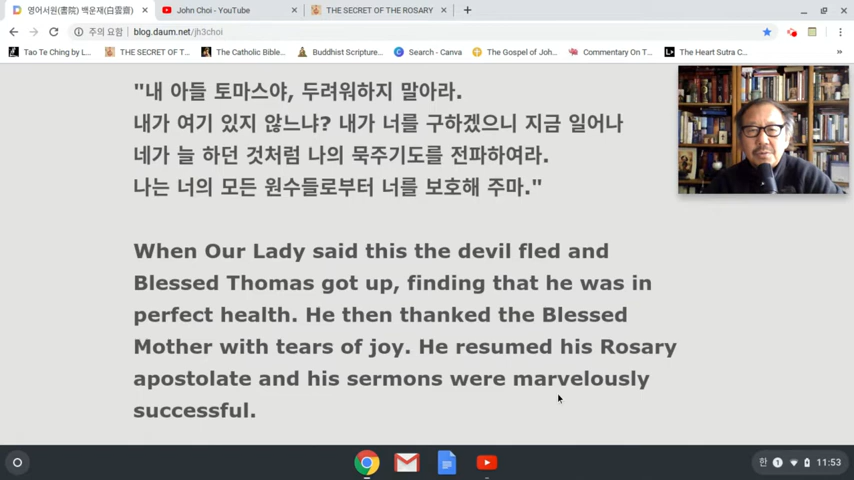 영어서원(書院) 백운재(白雲齋)
John Choi - YouTube
THE SECRET OF THE ROSARY
주의 요함
blog.daum.net/jh3choi
Tao Te Ching by L...
THE SECRET OF T...
The Catholic Bible...
Buddhist Scripture...
Search - Canva
The Gospel of Joh...
Commentary On T...
The Heart Sutra C...
"내 아들 토마스야, 두려워하지 말아라.
내가 여기 있지 않느냐? 내가 너를 구하겠으니 지금 일어나
네가 늘 하던 것처럼 나의 묵주기도를 전파하여라.
나는 너의 모든 원수들로부터 너를 보호해 주마."
When Our Lady said this the devil fled and
Blessed Thomas got up, finding that he was in
perfect health. He then thanked the Blessed
Mother with tears of joy. He resumed his Rosary
apostolate and his sermons were marvelously
successful.
한
1
11:53